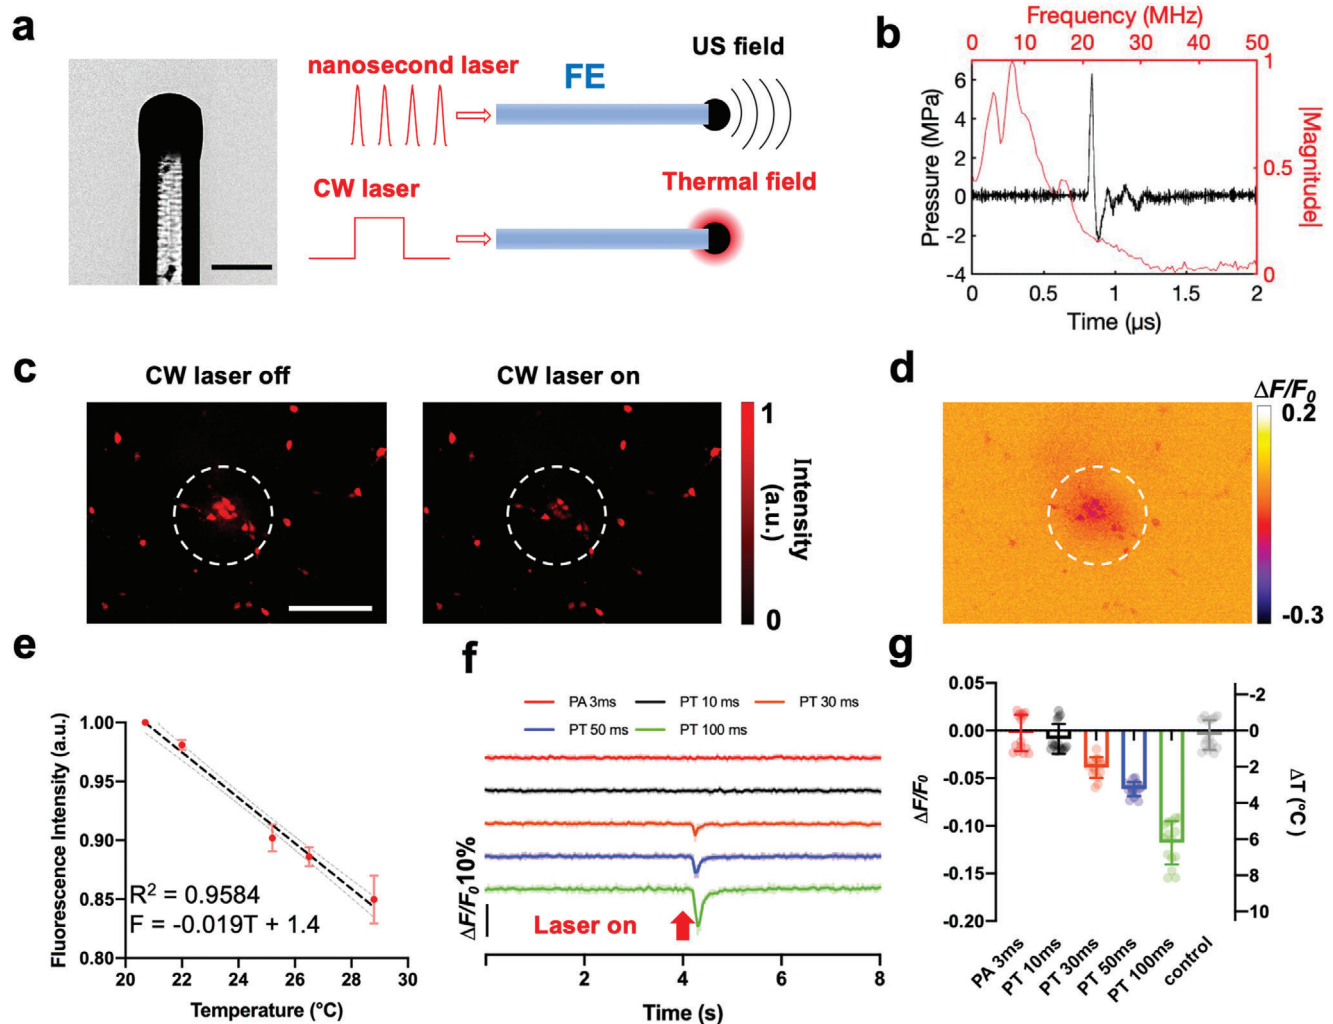 a
nanosecond laser
FE
US field
CW laser
Thermal field
b
Frequency (MHz)
0 10 20 30 40 50
6
4
2
0
-2
-4
Pressure (MPa)
1
0.5
0
|Magnitude|
0 0.5 1 1.5 2
Time (µs)
c
CW laser off
CW laser on
1
0
Intensity
(a.u.)
d
ΔF/F0
0.2
-0.3
e
Fluorescence Intensity (a.u.)
1.00
0.95
0.90
0.85
0.80
R² = 0.9584
F = -0.019T + 1.4
20 22 24 26 28 30
Temperature (°C)
f
PA 3ms PT 10 ms PT 30 ms
PT 50 ms PT 100 ms
ΔF/F0 10%
Laser on
2 4 6 8
Time (s)
g
0.05
0.00
-0.05
-0.10
-0.15
-0.20
ΔF/F0
-2
0
2
4
6
8
10
ΔT (°C)
PA 3ms
PT 10ms
PT 30ms
PT 50ms
PT 100ms
control